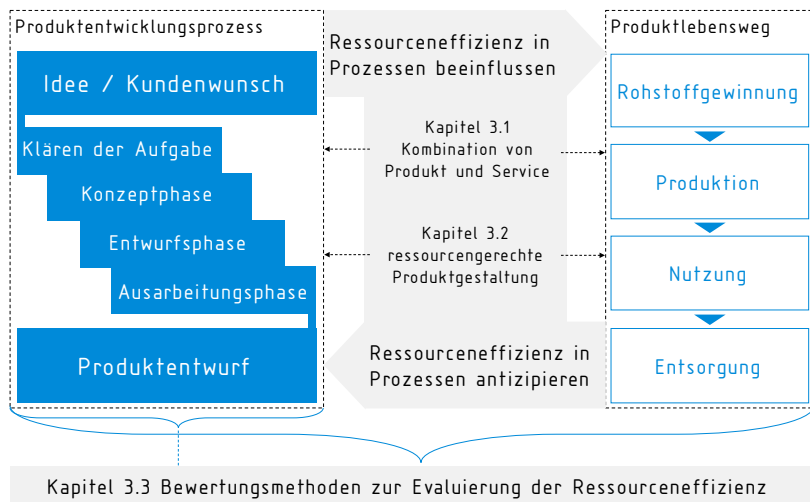 Produktentwicklungsprozess
Idee / Kundenwunsch
Klären der Aufgabe
Konzeptphase
Entwurfsphase
Ausarbeitungsphase
Produktentwurf
Ressourceneffizienz in
Prozessen beeinflussen
Kapitel 3.1
Kombination von
Produkt und Service
Kapitel 3.2
ressourcengerechte
Produktgestaltung
Ressourceneffizienz in
Prozessen antizipieren
Produktlebensweg
Rohstoffgewinnung
Produktion
Nutzung
Entsorgung
Kapitel 3.3 Bewertungsmethoden zur Evaluierung der Ressourceneffizienz